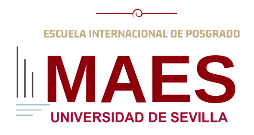 ESCUELA INTERNACIONAL DE POSGRADO
MAES
UNIVERSIDAD DE SEVILLA